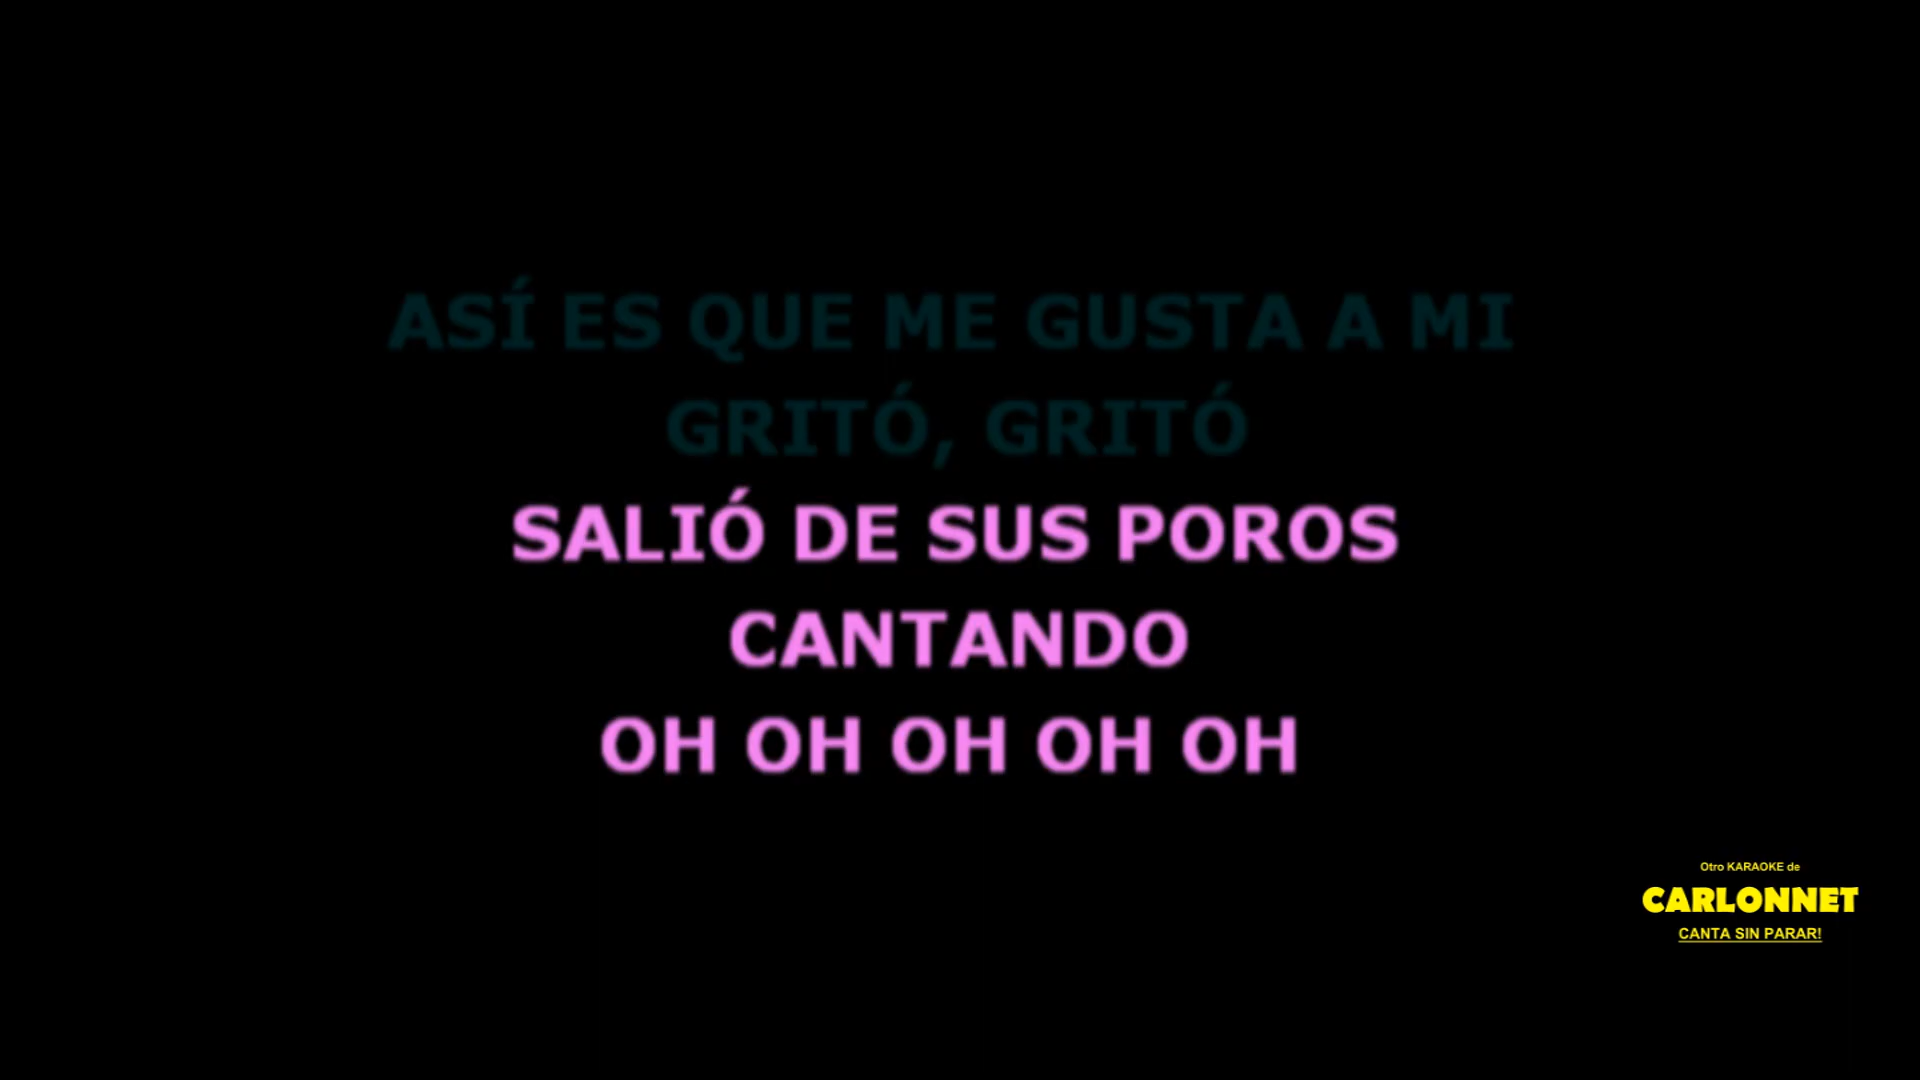 ASÍ ES QUE ME GUSTA A MI
GRITÓ, GRITÓ
SALIÓ DE SUS POROS
CANTANDO
OH OH OH OH OH
Otro KARAOKE de
CARLONNET
CANTA SIN PARAR!